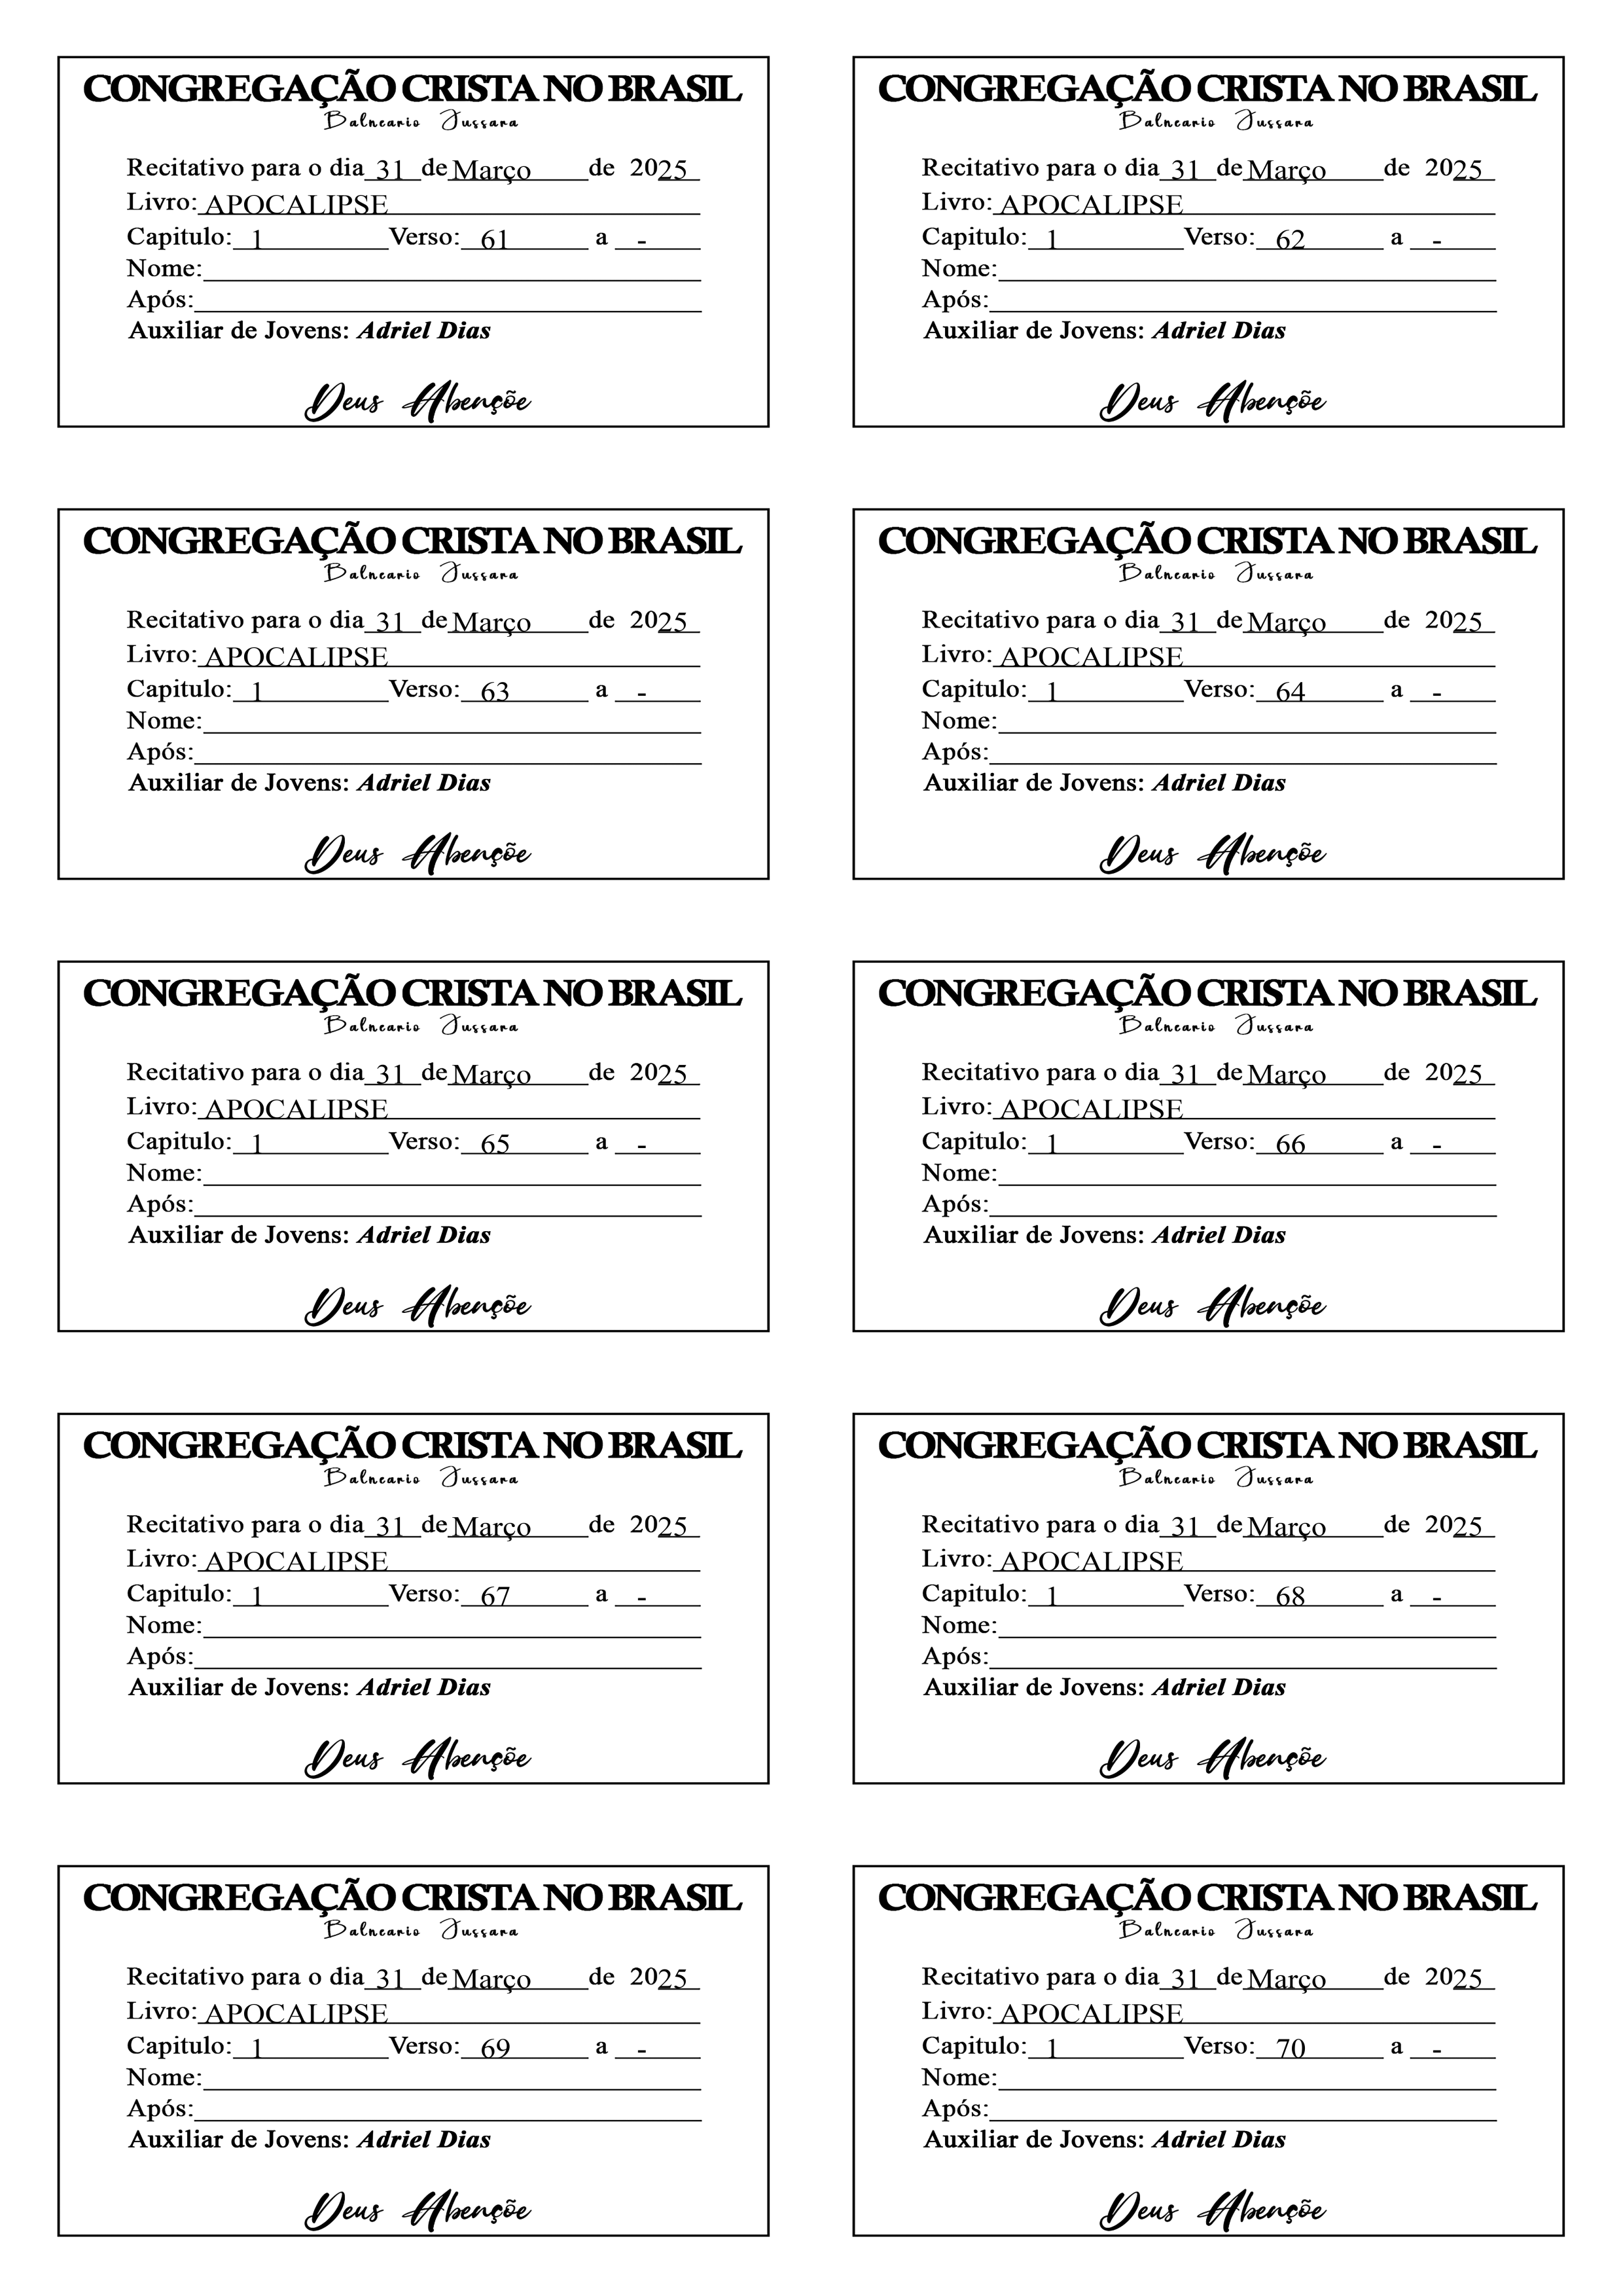 CONGREGAÇÃO CRISTA NO BRASIL
Balneario Jussara
Recitativo para o dia 31 de Março de 2025
Livro: APOCALIPSE
Capitulo: 1 Verso: 61 a -
Nome:
Após:
Auxiliar de Jovens: Adriel Dias
Deus Abençõe
CONGREGAÇÃO CRISTA NO BRASIL
Balneario Jussara
Recitativo para o dia 31 de Março de 2025
Livro: APOCALIPSE
Capitulo: 1 Verso: 62 a -
Nome:
Após:
Auxiliar de Jovens: Adriel Dias
Deus Abençõe
CONGREGAÇÃO CRISTA NO BRASIL
Balneario Jussara
Recitativo para o dia 31 de Março de 2025
Livro: APOCALIPSE
Capitulo: 1 Verso: 63 a -
Nome:
Após:
Auxiliar de Jovens: Adriel Dias
Deus Abençõe
CONGREGAÇÃO CRISTA NO BRASIL
Balneario Jussara
Recitativo para o dia 31 de Março de 2025
Livro: APOCALIPSE
Capitulo: 1 Verso: 64 a -
Nome:
Após:
Auxiliar de Jovens: Adriel Dias
Deus Abençõe
CONGREGAÇÃO CRISTA NO BRASIL
Balneario Jussara
Recitativo para o dia 31 de Março de 2025
Livro: APOCALIPSE
Capitulo: 1 Verso: 65 a -
Nome:
Após:
Auxiliar de Jovens: Adriel Dias
Deus Abençõe
CONGREGAÇÃO CRISTA NO BRASIL
Balneario Jussara
Recitativo para o dia 31 de Março de 2025
Livro: APOCALIPSE
Capitulo: 1 Verso: 66 a -
Nome:
Após:
Auxiliar de Jovens: Adriel Dias
Deus Abençõe
CONGREGAÇÃO CRISTA NO BRASIL
Balneario Jussara
Recitativo para o dia 31 de Março de 2025
Livro: APOCALIPSE
Capitulo: 1 Verso: 67 a -
Nome:
Após:
Auxiliar de Jovens: Adriel Dias
Deus Abençõe
CONGREGAÇÃO CRISTA NO BRASIL
Balneario Jussara
Recitativo para o dia 31 de Março de 2025
Livro: APOCALIPSE
Capitulo: 1 Verso: 68 a -
Nome:
Após:
Auxiliar de Jovens: Adriel Dias
Deus Abençõe
CONGREGAÇÃO CRISTA NO BRASIL
Balneario Jussara
Recitativo para o dia 31 de Março de 2025
Livro: APOCALIPSE
Capitulo: 1 Verso: 69 a -
Nome:
Após:
Auxiliar de Jovens: Adriel Dias
Deus Abençõe
CONGREGAÇÃO CRISTA NO BRASIL
Balneario Jussara
Recitativo para o dia 31 de Março de 2025
Livro: APOCALIPSE
Capitulo: 1 Verso: 70 a -
Nome:
Após:
Auxiliar de Jovens: Adriel Dias
Deus Abençõe